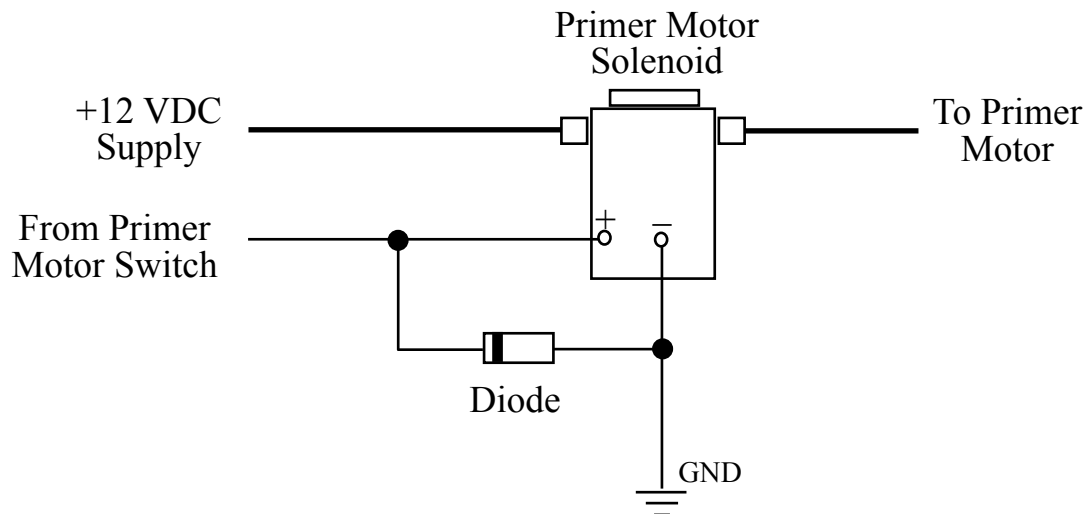 Primer Motor
Solenoid
+12 VDC
Supply
To Primer
Motor
From Primer
Motor Switch
+
–
Diode
GND